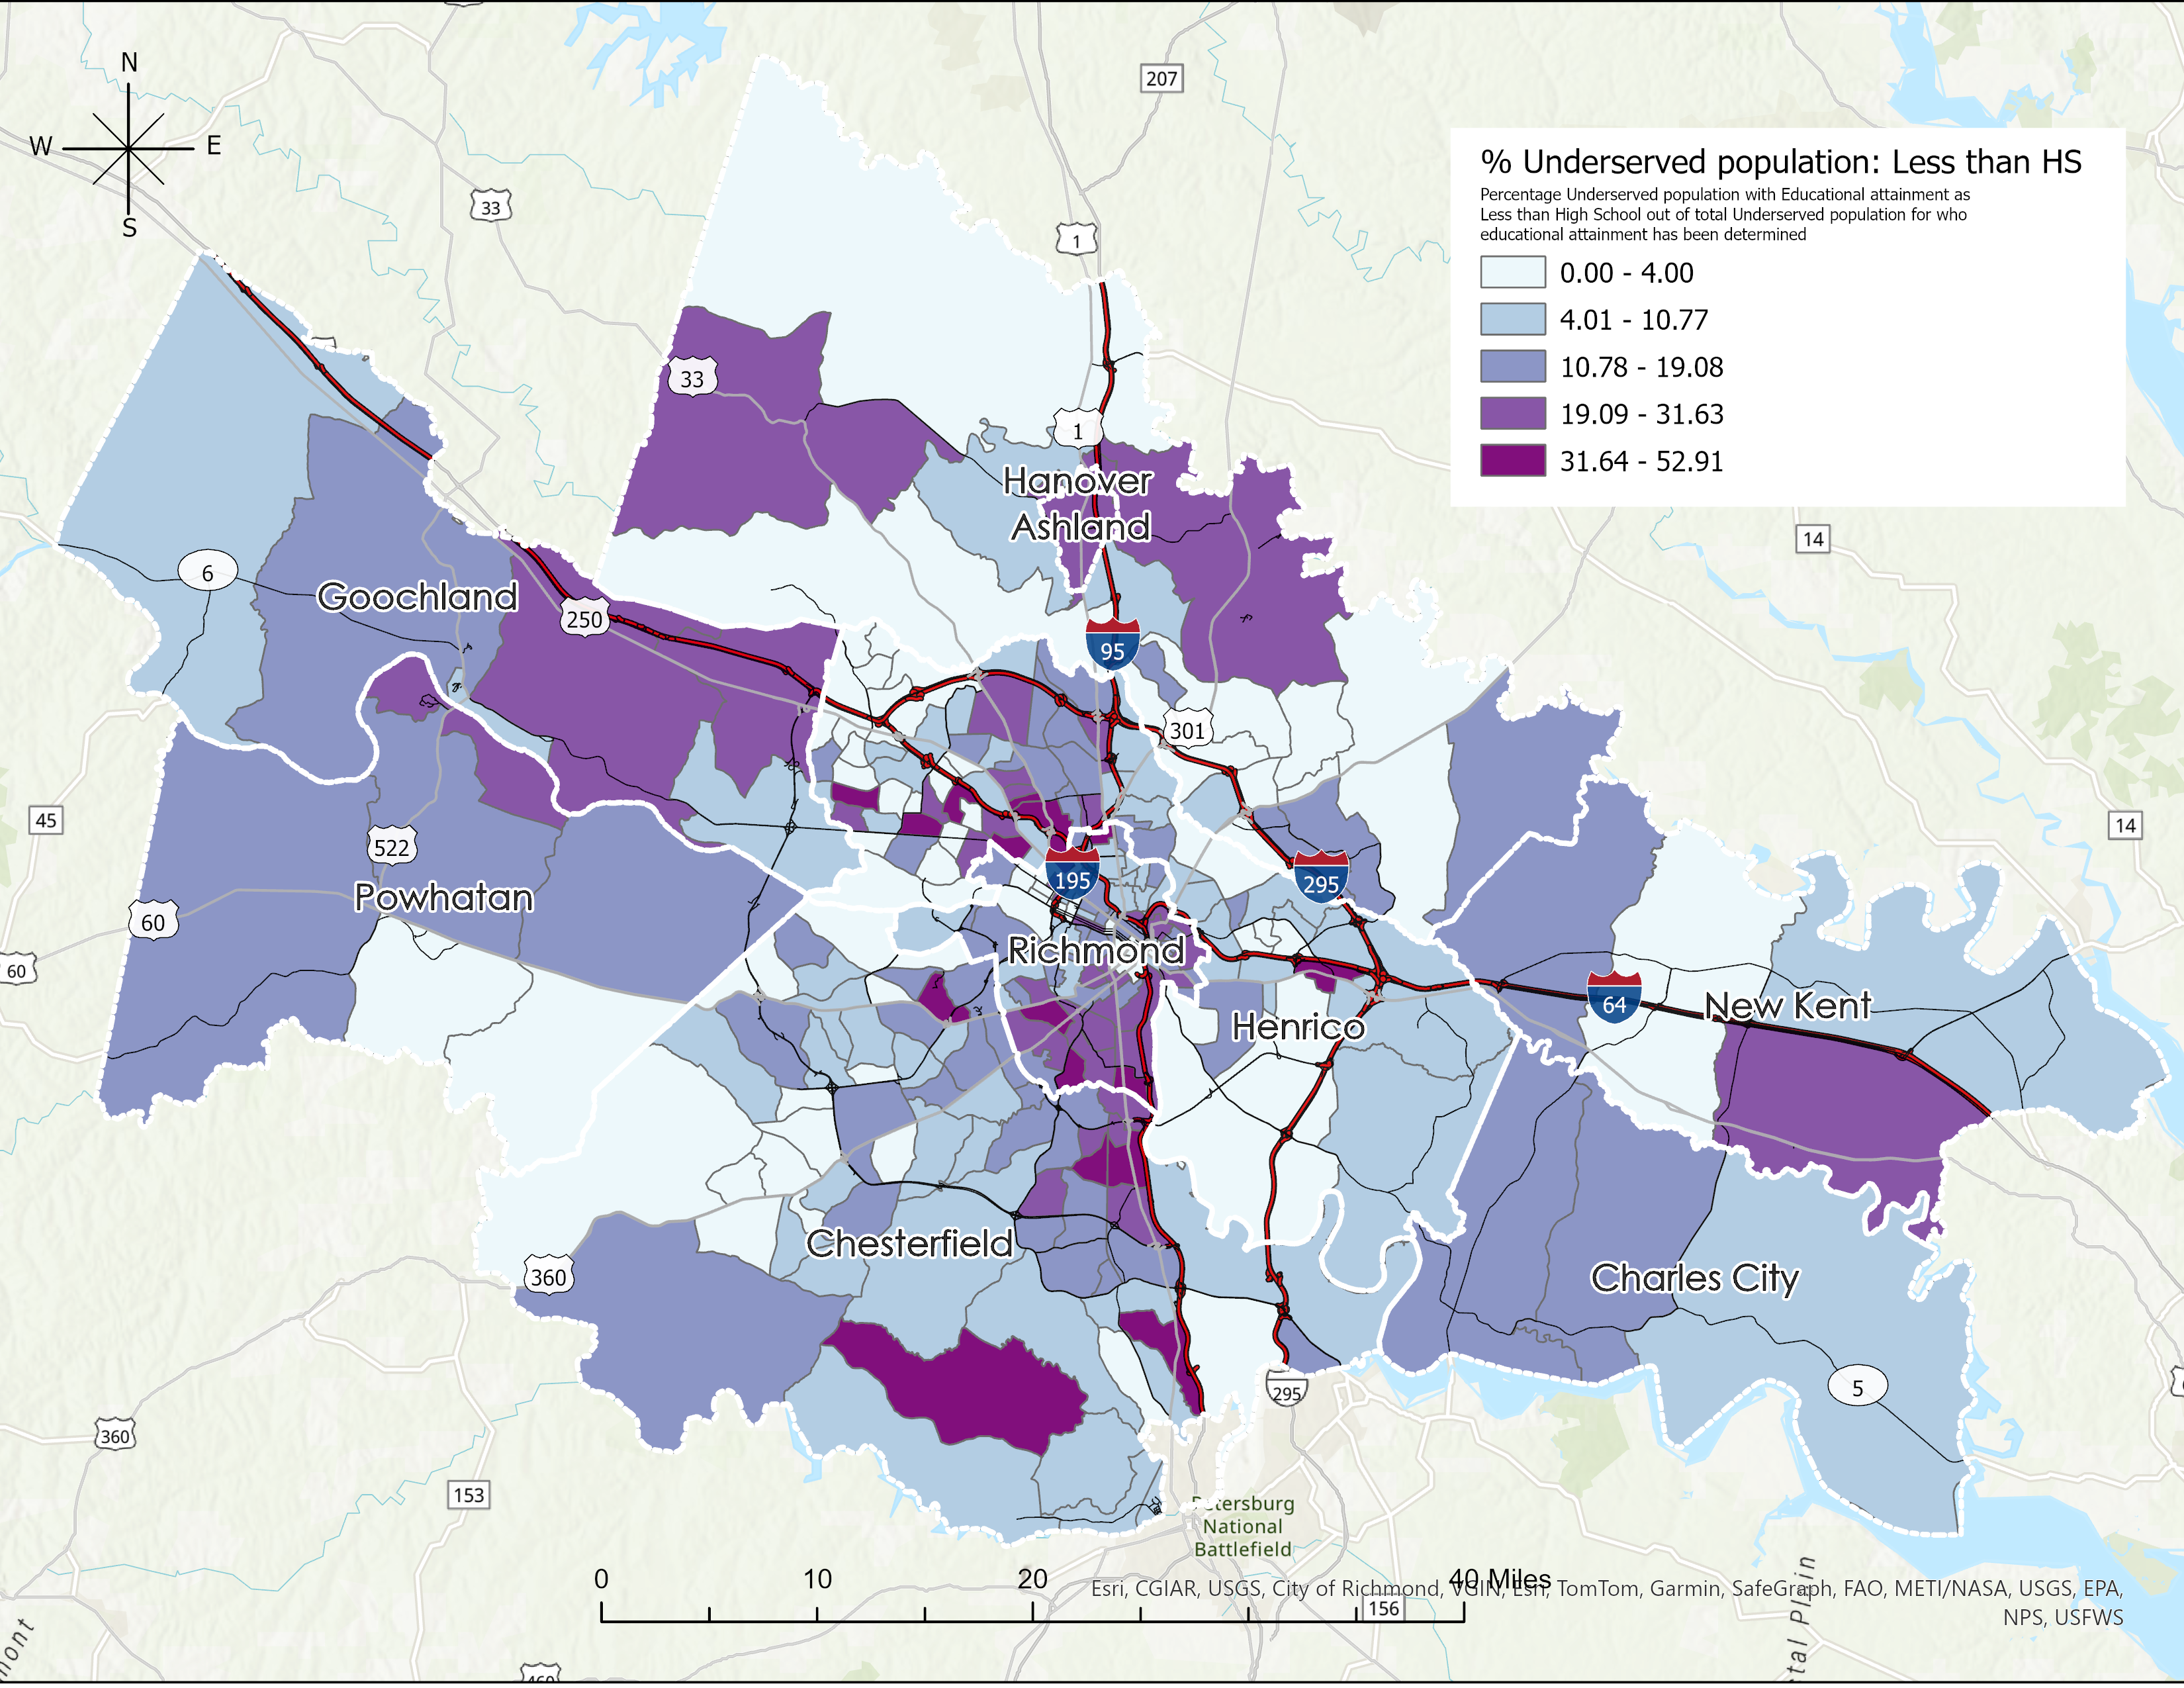 N
W
E
S
207
33
1
% Underserved population: Less than HS
Percentage Underserved population with Educational attainment as
Less than High School out of total Underserved population for who
educational attainment has been determined
0.00 - 4.00
4.01 - 10.77
10.78 - 19.08
19.09 - 31.63
31.64 - 52.91
33
1
Hanover
Ashland
14
6
Goochland
250
95
301
45
522
14
195
295
Powhatan
60
60
Richmond
64
New Kent
Henrico
Chesterfield
360
Charles City
295
5
360
153
Petersburg
National
Battlefield
0
10
20
40 Miles
Esri, CGIAR, USGS, City of Richmond, VGIN, Esri, TomTom, Garmin, SafeGraph, FAO, METI/NASA, USGS, EPA,
NPS, USFWS
156